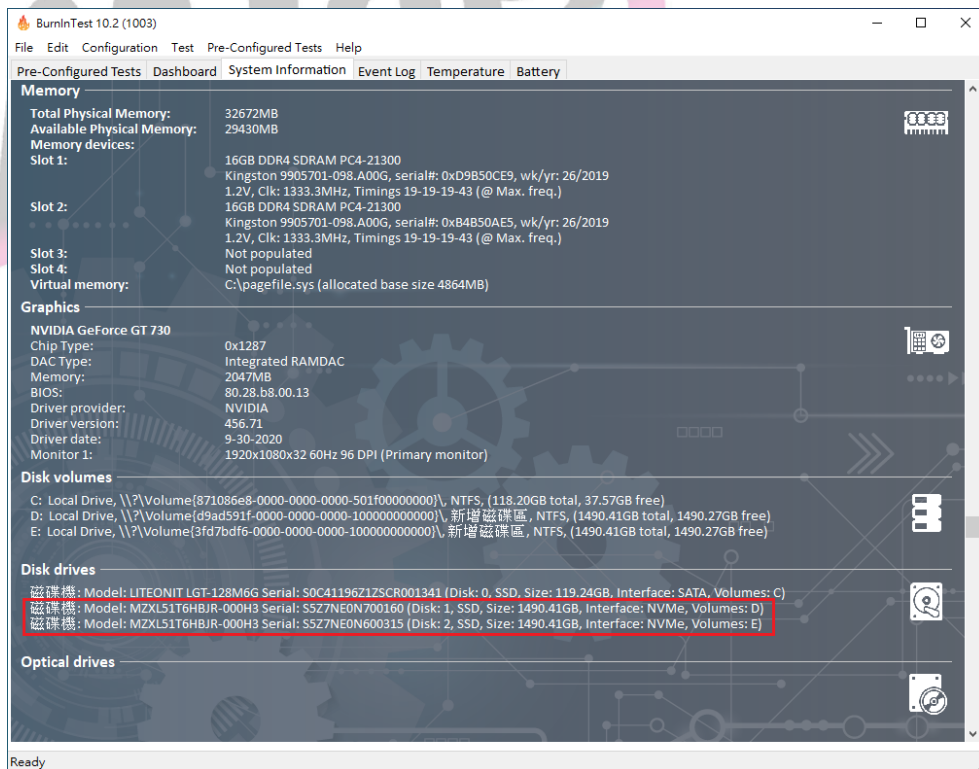 BurnInTest 10.2 (1003)
File Edit Configuration Test Pre-Configured Tests Help
Pre-Configured Tests Dashboard System Information Event Log Temperature Battery
Memory
Total Physical Memory: 32672MB
Available Physical Memory: 29430MB
Memory devices:
Slot 1: 16GB DDR4 SDRAM PC4-21300
Kingston 9905701-098.A00G, serial#: 0xD9B50CE9, wk/yr: 26/2019
1.2V, Clk: 1333.3MHz, Timings 19-19-19-43 (@ Max. freq.)
Slot 2: 16GB DDR4 SDRAM PC4-21300
Kingston 9905701-098.A00G, serial#: 0xB4B50AE5, wk/yr: 26/2019
1.2V, Clk: 1333.3MHz, Timings 19-19-19-43 (@ Max. freq.)
Slot 3: Not populated
Slot 4: Not populated
Virtual memory: C:\pagefile.sys (allocated base size 4864MB)
Graphics
NVIDIA GeForce GT 730
Chip Type: 0x1287
DAC Type: Integrated RAMDAC
Memory: 2047MB
BIOS: 80.28.b8.00.13
Driver provider: NVIDIA
Driver version: 456.71
Driver date: 9-30-2020
Monitor 1: 1920x1080x32 60Hz 96 DPI (Primary monitor)
Disk volumes
C: Local Drive, \\?\Volume{871086e8-0000-0000-0000-501f00000000}\, NTFS, (118.20GB total, 37.57GB free)
D: Local Drive, \\?\Volume{d9ad591f-0000-0000-0000-100000000000}\, 新增磁碟區, NTFS, (1490.41GB total, 1490.27GB free)
E: Local Drive, \\?\Volume{3fd7bdf6-0000-0000-0000-100000000000}\, 新增磁碟區, NTFS, (1490.41GB total, 1490.27GB free)
Disk drives
磁碟機: Model: LITEONIT LGT-128M6G Serial: S0C41196Z1ZSCR001341 (Disk: 0, SSD, Size: 119.24GB, Interface: SATA, Volumes: C)
磁碟機: Model: MZXL51T6HBJR-000H3 Serial: S5Z7NE0N700160 (Disk: 1, SSD, Size: 1490.41GB, Interface: NVMe, Volumes: D)
磁碟機: Model: MZXL51T6HBJR-000H3 Serial: S5Z7NE0N600315 (Disk: 2, SSD, Size: 1490.41GB, Interface: NVMe, Volumes: E)
Optical drives
Ready